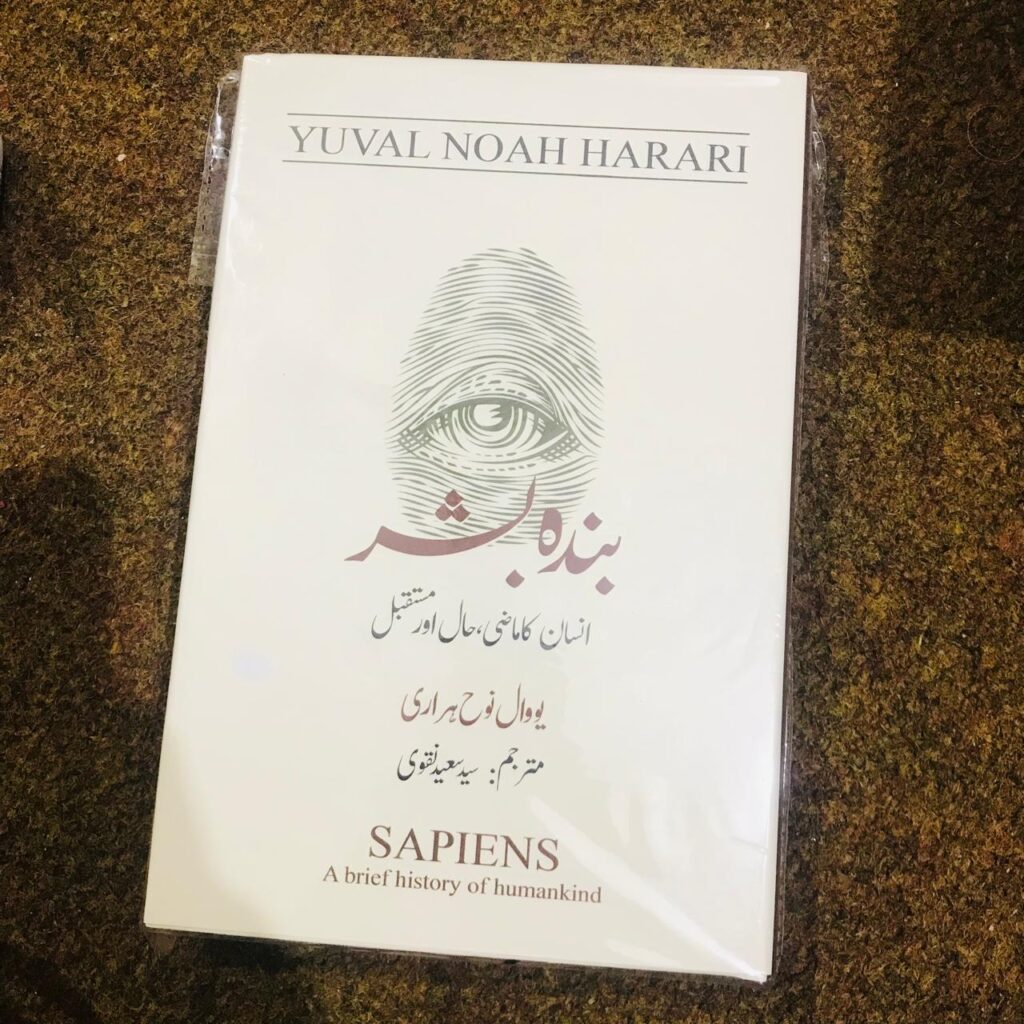 YUVAL NOAH HARARI
بندہ بشر
انسان کا ماضی، حال اور مستقبل
یووال نوح ہراری
مترجم: سید سعید نقوی
SAPIENS
A brief history of humankind